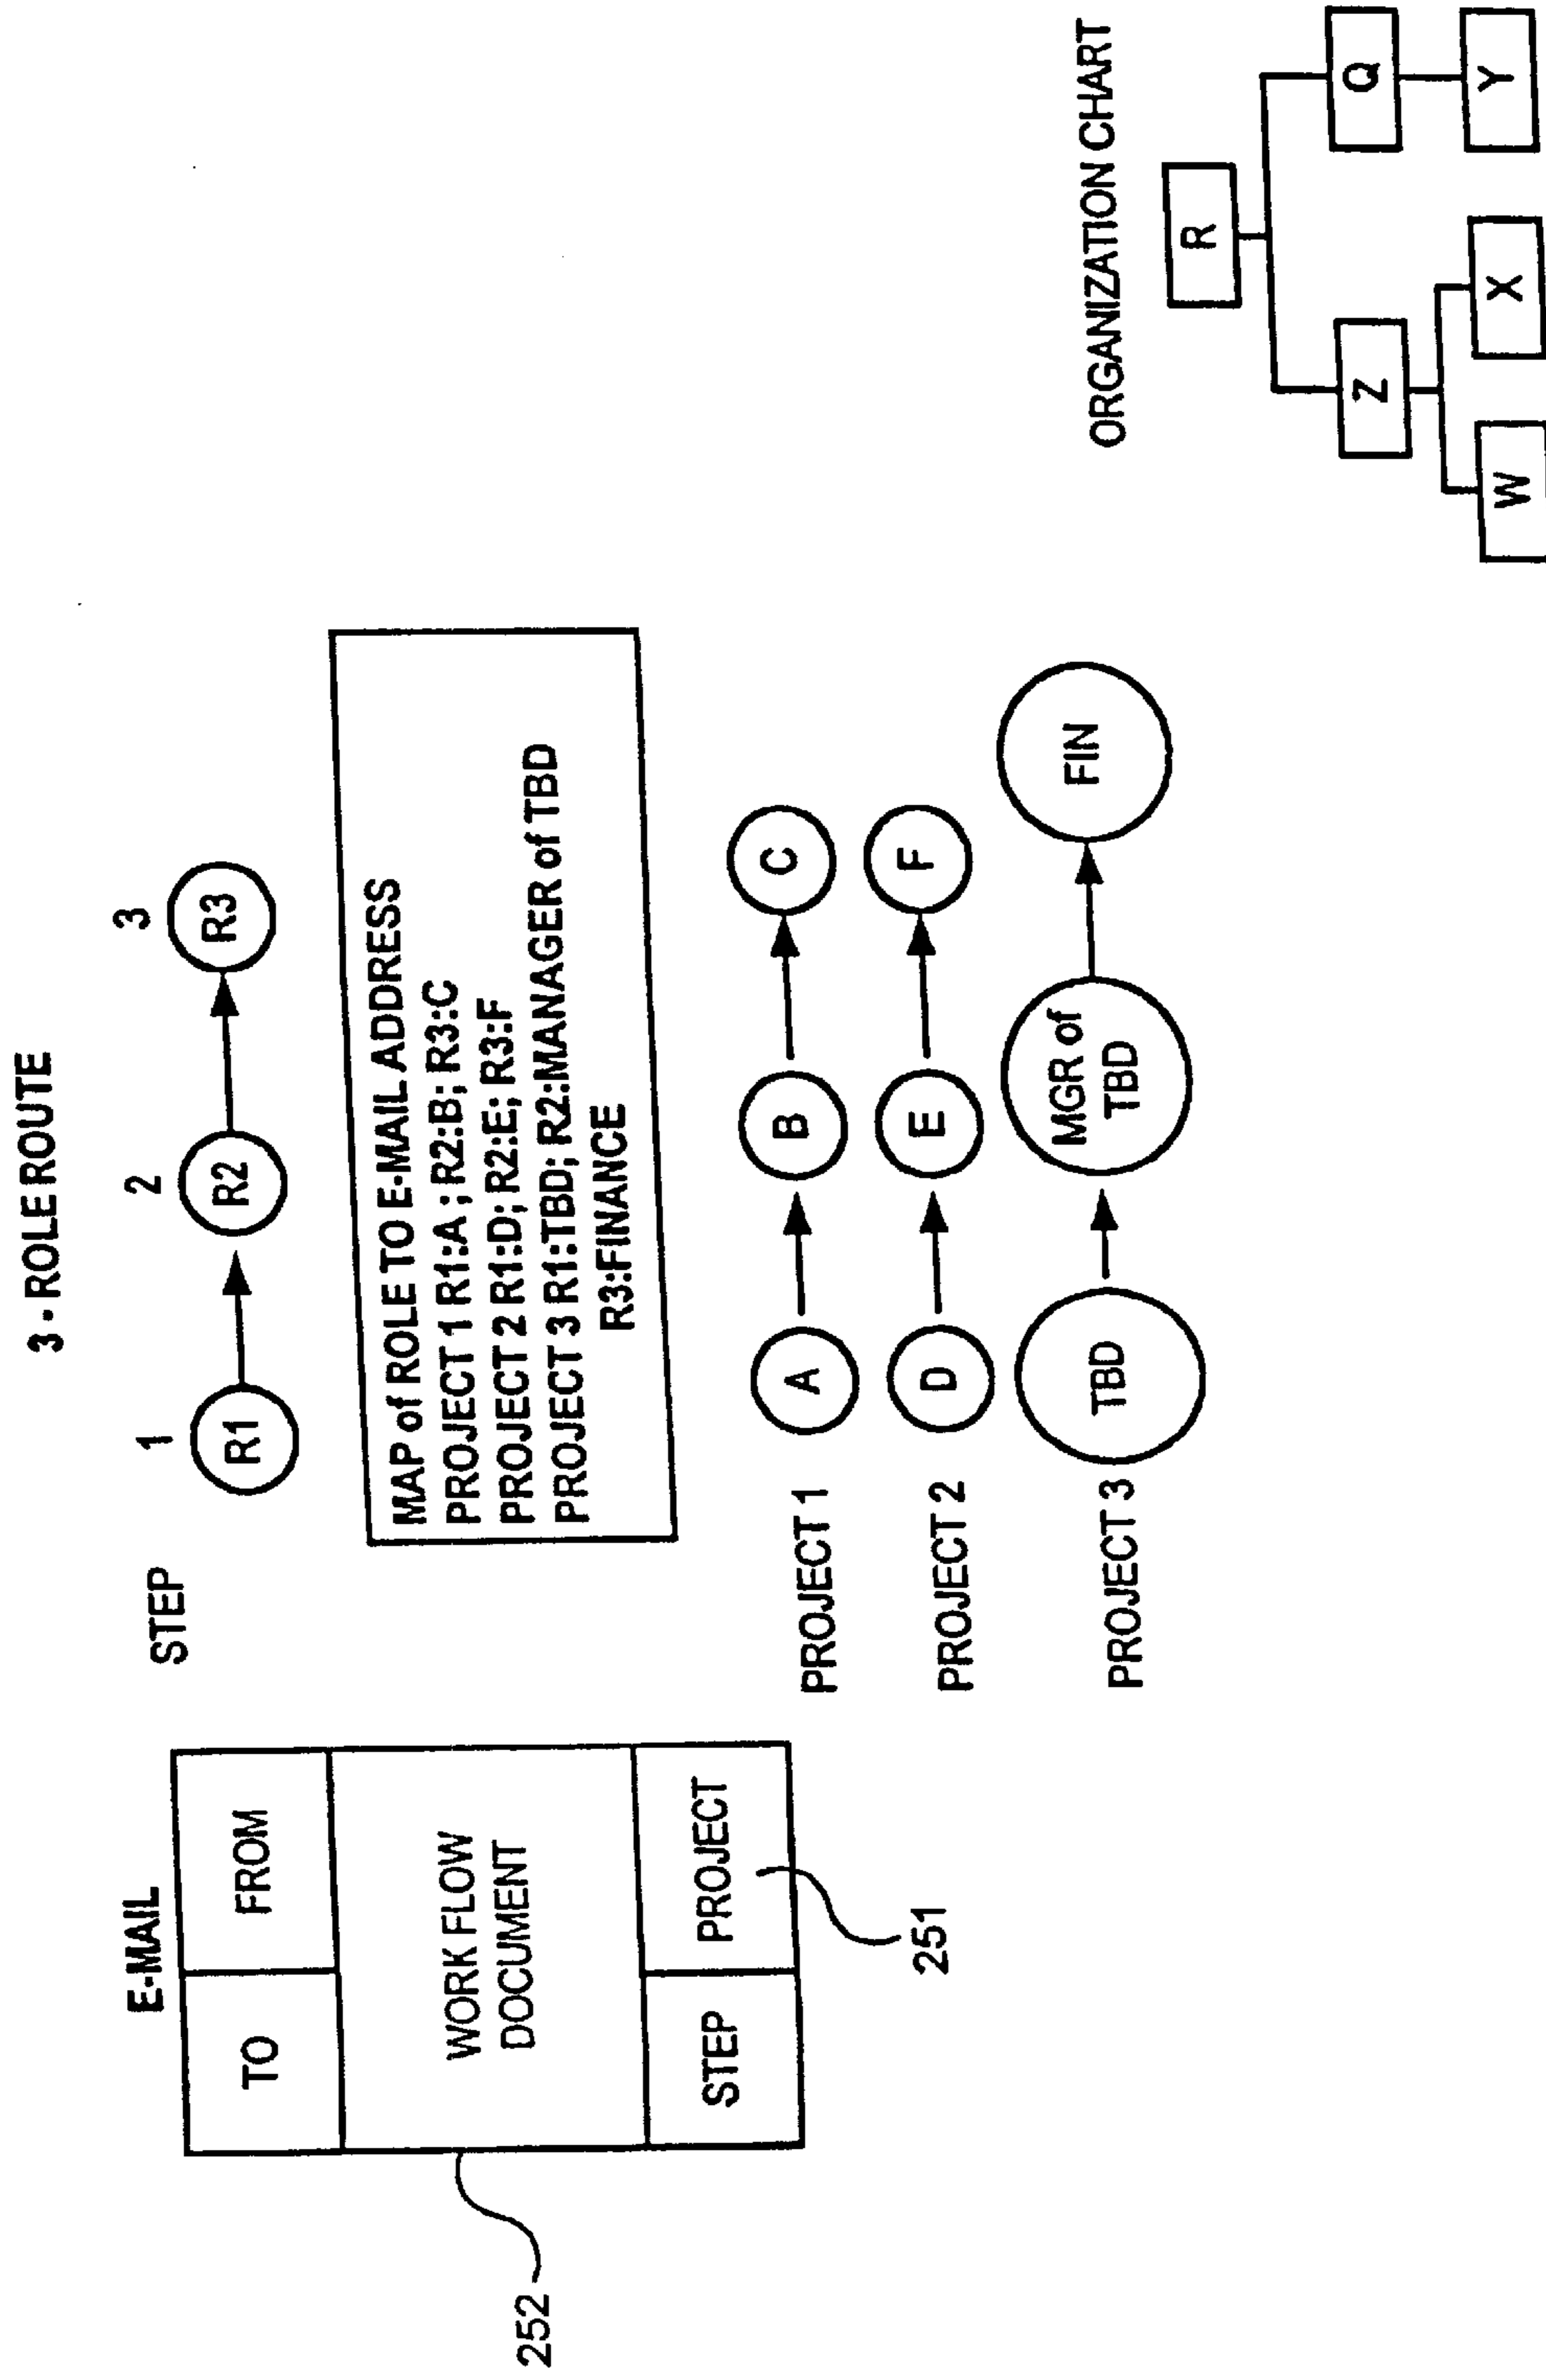 3 - ROLE ROUTE
E-MAIL
TO
FROM
WORK FLOW
DOCUMENT
STEP
PROJECT
252
251
STEP
1
2
3
R1
R2
R3
MAP of ROLE TO E-MAIL ADDRESS
PROJECT 1 R1:A ; R2:B; R3:C
PROJECT 2 R1:D; R2:E; R3:F
PROJECT 3 R1:TBD; R2:MANAGER of TBD
R3:FINANCE
PROJECT 1
A
B
C
PROJECT 2
D
E
F
PROJECT 3
TBD
MGR of
TBD
FIN
ORGANIZATION CHART
R
Z
Q
W
X
Y